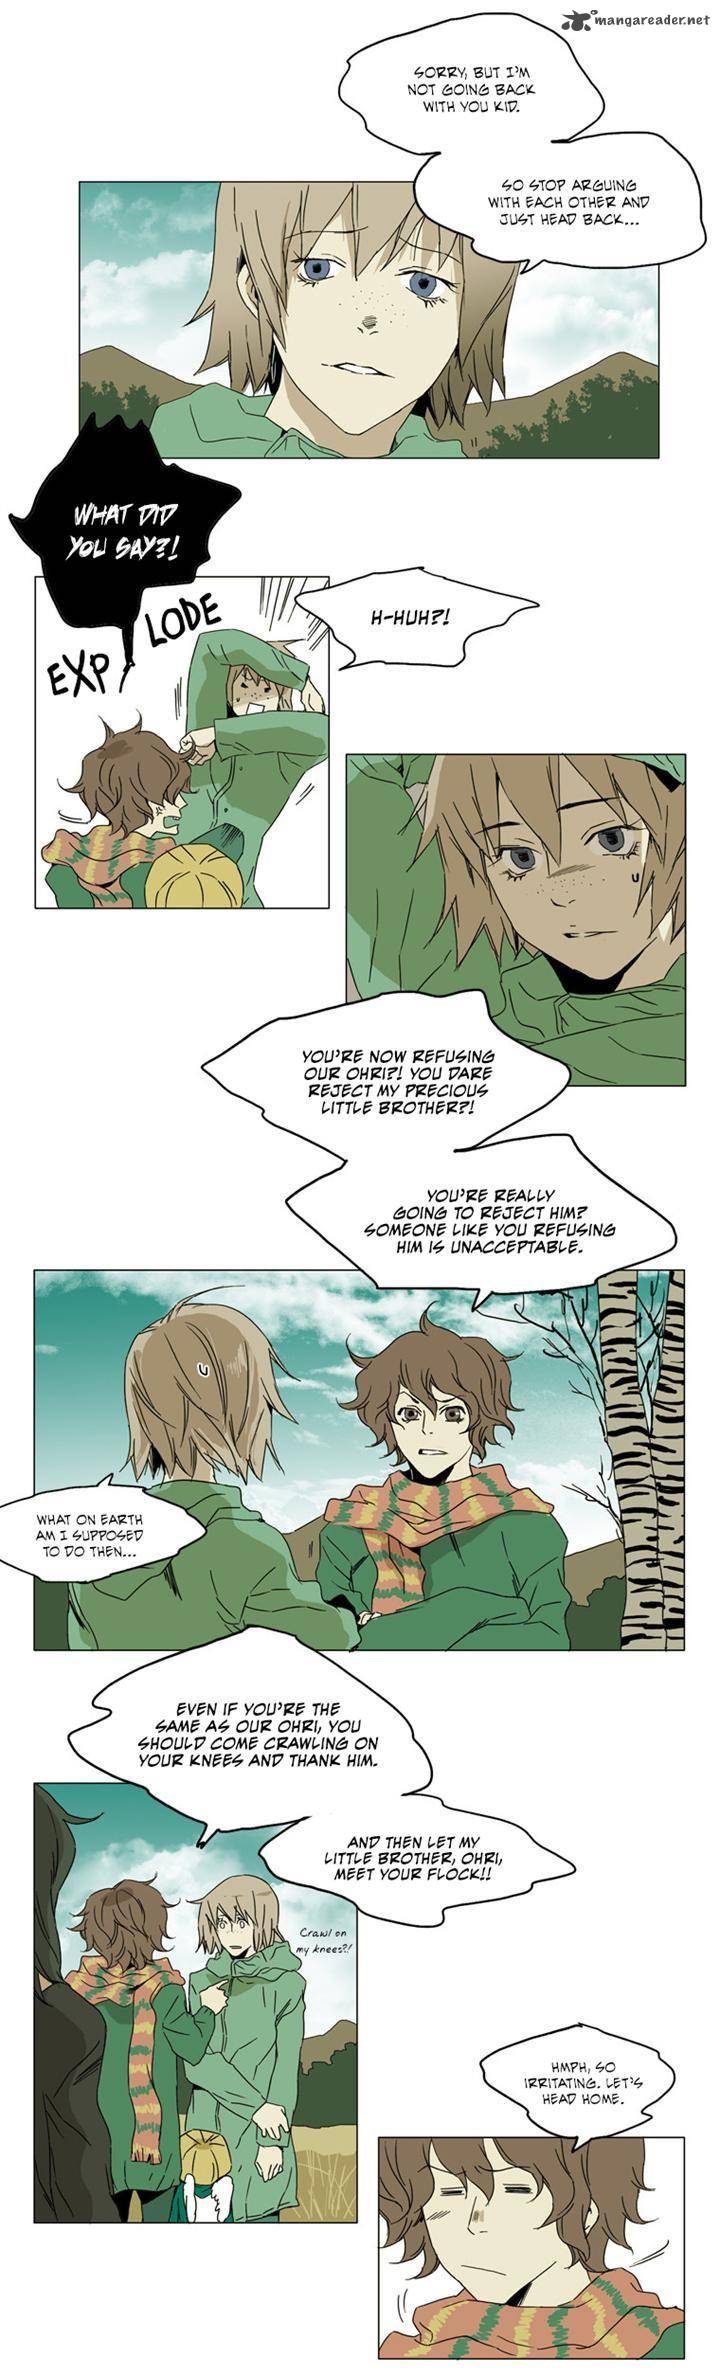 mangareader.net
SORRY, BUT I'M
NOT GOING BACK
WITH YOU KID.
SO STOP ARGUING
WITH EACH OTHER AND
JUST HEAD BACK...
WHAT DID
YOU SAY?!
EXP LODE
H-HUH?!
YOU'RE NOW REFUSING
OUR OHRI?! YOU DARE
REJECT MY PRECIOUS
LITTLE BROTHER?!
YOU'RE REALLY
GOING TO REJECT HIM?
SOMEONE LIKE YOU REFUSING
HIM IS UNACCEPTABLE.
WHAT ON EARTH
AM I SUPPOSED
TO DO THEN...
EVEN IF YOU'RE THE
SAME AS OUR OHRI, YOU
SHOULD COME CRAWLING ON
YOUR KNEES AND THANK HIM.
AND THEN LET MY
LITTLE BROTHER, OHRI,
MEET YOUR FLOCK!!
Crawl on
my knees?!
HMPH, SO
IRRITATING. LET'S
HEAD HOME.